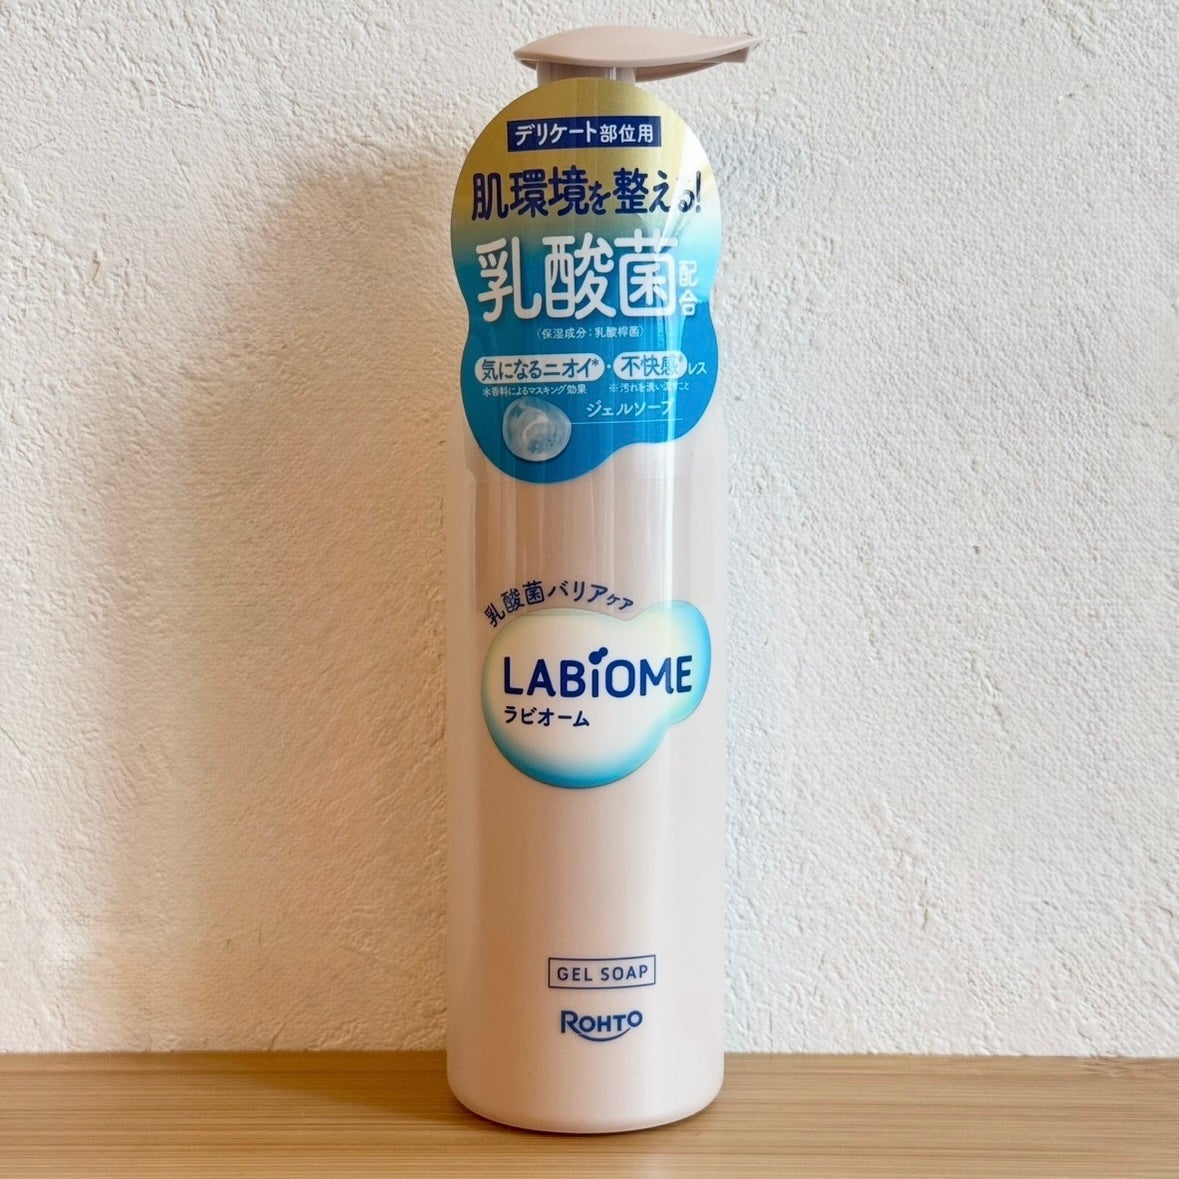 デリケート部位用
肌環境を整える!
乳酸菌配合
(保湿成分:乳酸桿菌)
気になるニオイ*・不快感※レス
*香料によるマスキング効果 ※汚れを洗い流すこと
ジェルソープ
乳酸菌バリアケア
LABiOME
ラビオーム
GEL SOAP
ROHTO